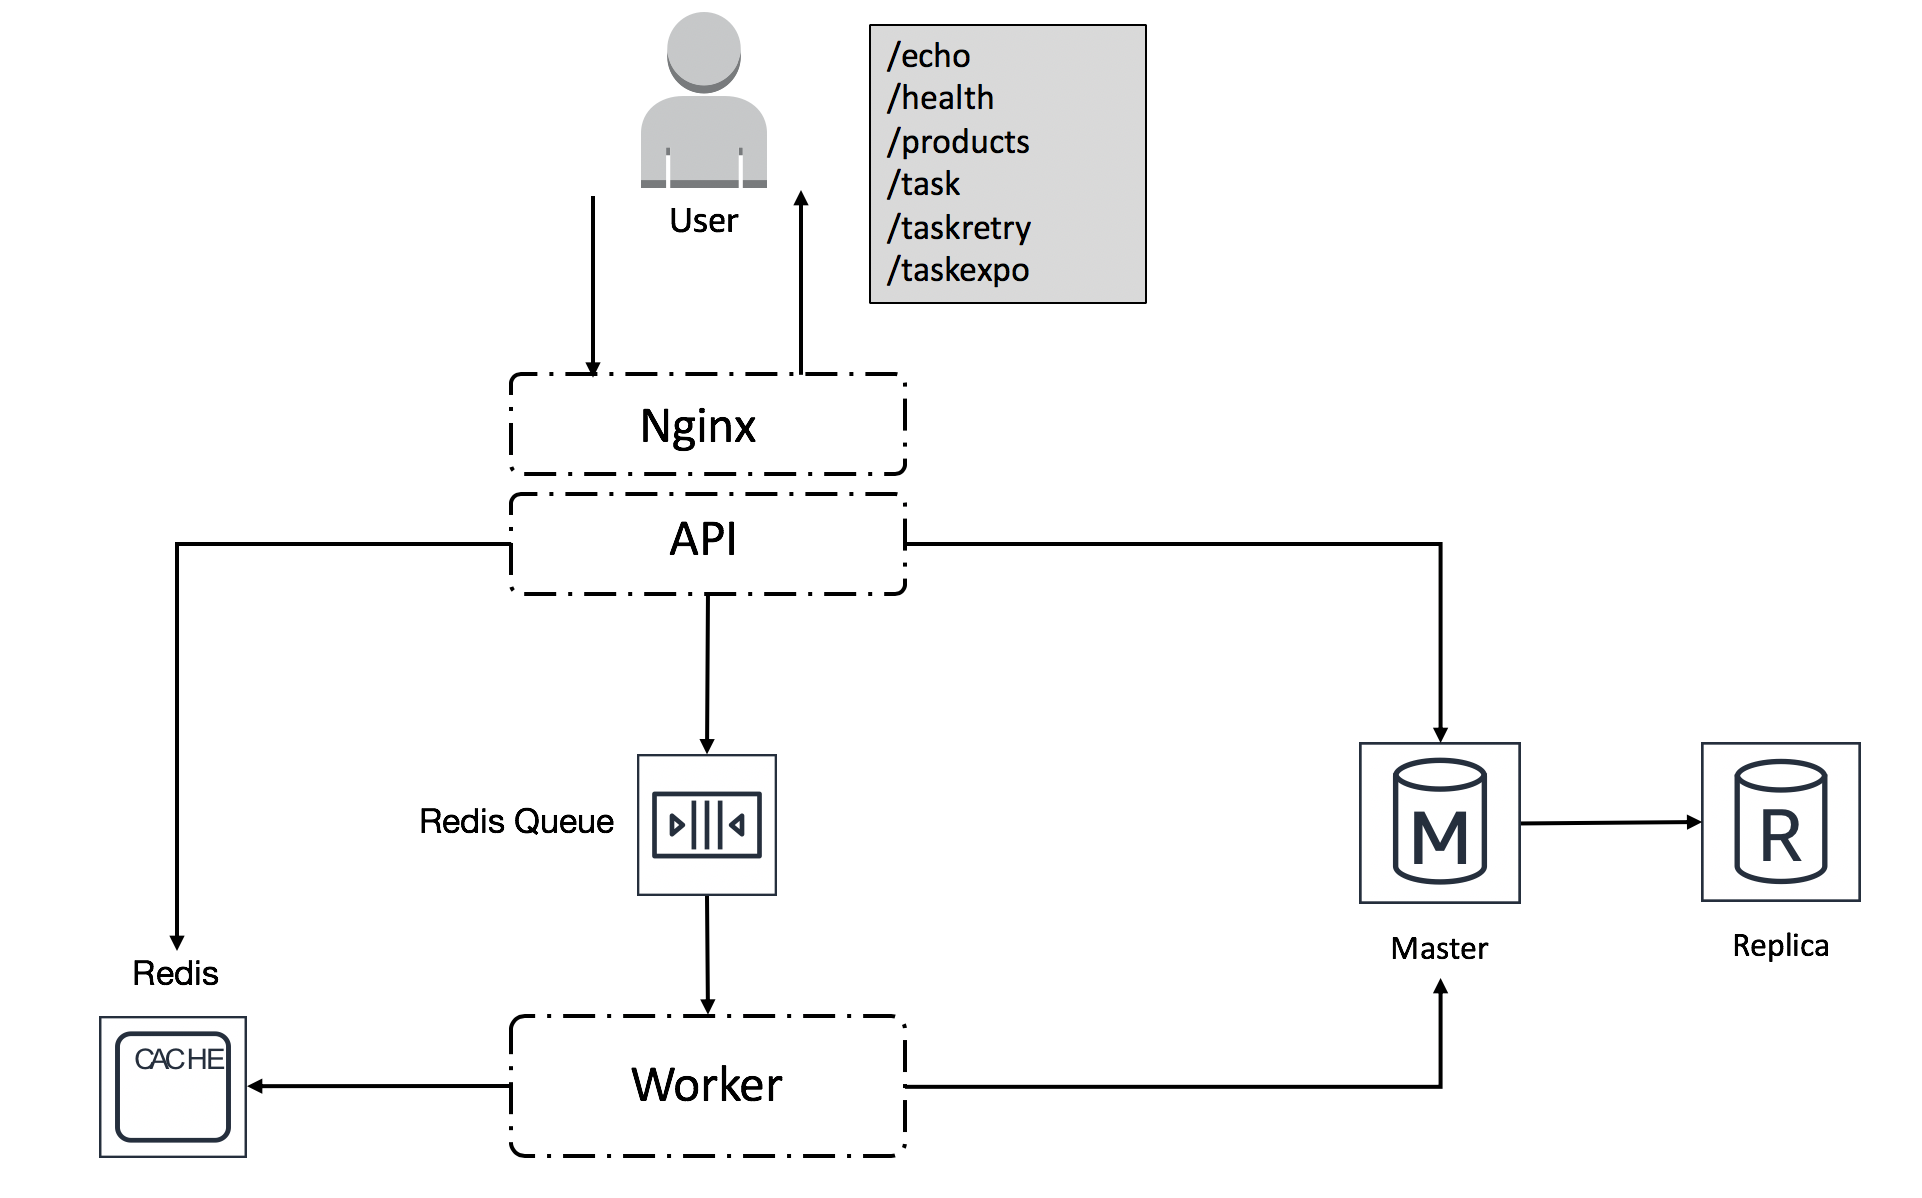 /echo
/health
/products
/task
/taskretry
/taskexpo
User
Nginx
API
Redis Queue
M
R
Master
Replica
Redis
CACHE
Worker